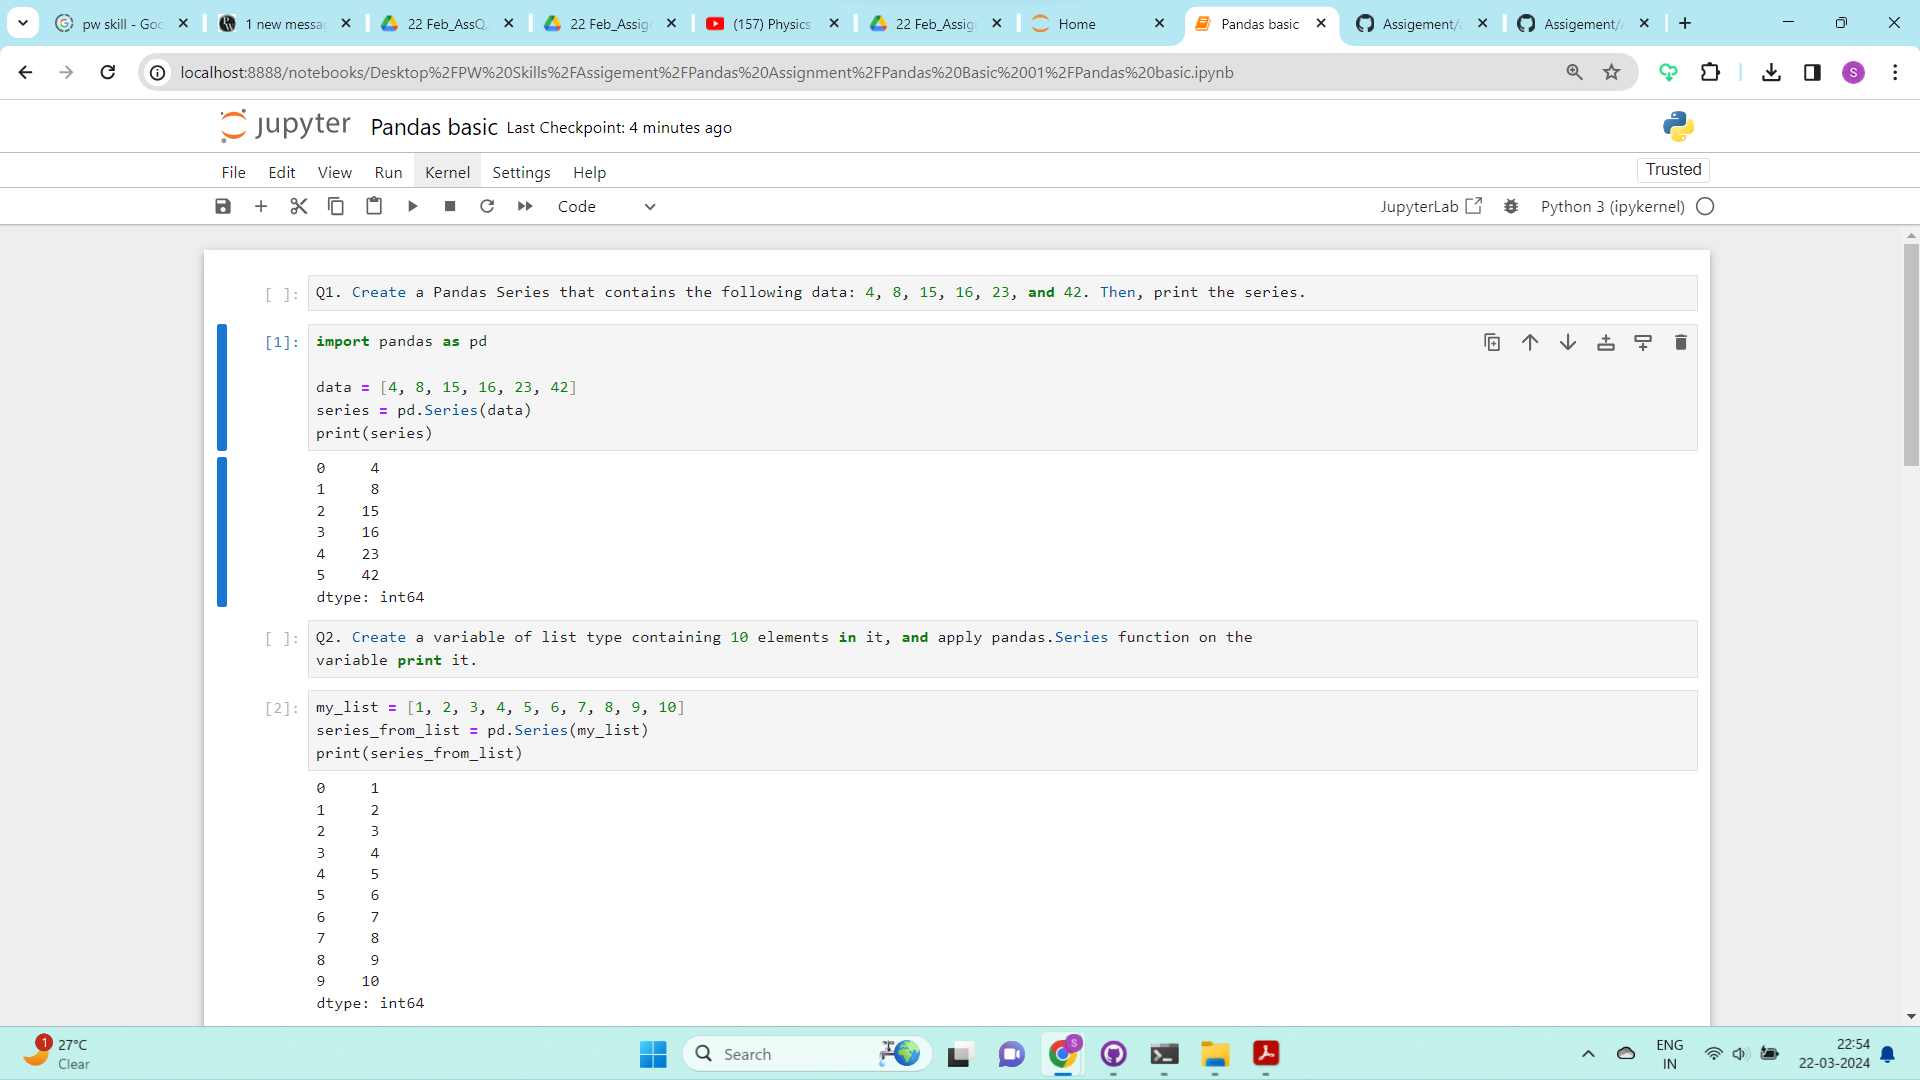 pw skill - Goo
1 new messa
22 Feb_AssQ
22 Feb_Assig
(157) Physics
22 Feb_Assig
Home
Pandas basic
Assigement/
Assigement/
localhost:8888/notebooks/Desktop%2FPW%20Skills%2FAssigement%2FPandas%20Assignment%2FPandas%20Basic%2001%2FPandas%20basic.ipynb
S
jupyter Pandas basic Last Checkpoint: 4 minutes ago
File Edit View Run Kernel Settings Help
Trusted
Code
JupyterLab
Python 3 (ipykernel)
[ ]: Q1. Create a Pandas Series that contains the following data: 4, 8, 15, 16, 23, and 42. Then, print the series.
[1]: import pandas as pd
data = [4, 8, 15, 16, 23, 42]
series = pd.Series(data)
print(series)
0 4
1 8
2 15
3 16
4 23
5 42
dtype: int64
[ ]: Q2. Create a variable of list type containing 10 elements in it, and apply pandas.Series function on the
variable print it.
[2]: my_list = [1, 2, 3, 4, 5, 6, 7, 8, 9, 10]
series_from_list = pd.Series(my_list)
print(series_from_list)
0 1
1 2
2 3
3 4
4 5
5 6
6 7
7 8
8 9
9 10
dtype: int64
1
27°C
Clear
Search
S
ENG
IN
22:54
22-03-2024